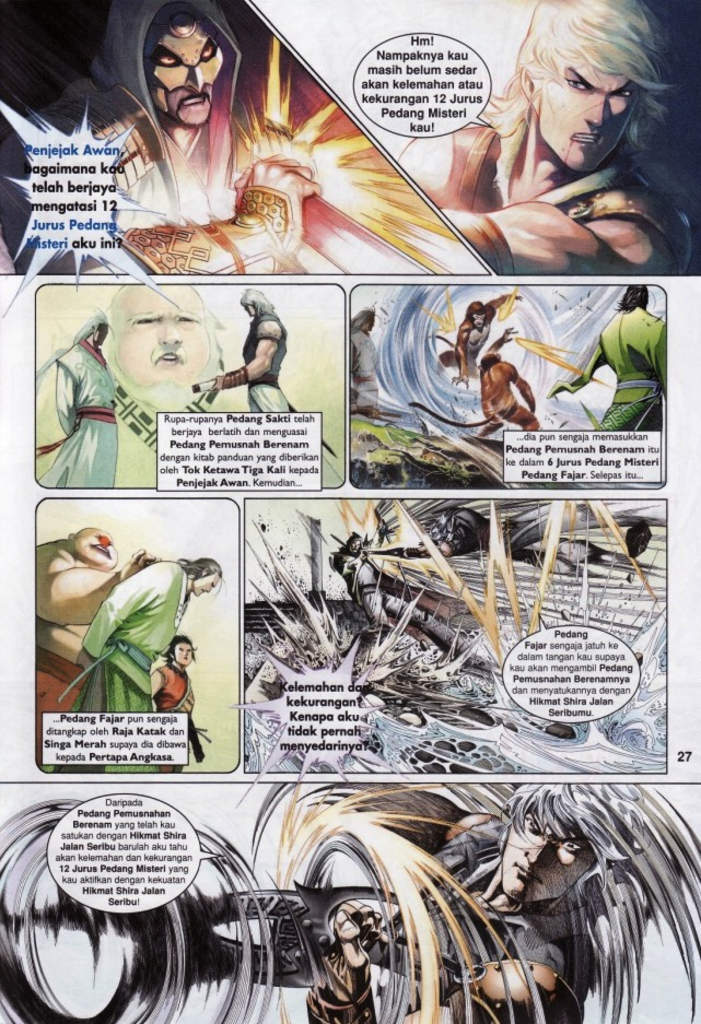 Penjejak Awan,
bagaimana kau
telah berjaya
mengatasi 12
Jurus Pedang
Misteri aku ini?
Hm!
Nampaknya kau
masih belum sedar
akan kelemahan atau
kekurangan 12 Jurus
Pedang Misteri
kau!
Rupa-rupanya Pedang Sakti telah
berjaya berlatih dan menguasai
Pedang Pemusnah Berenam
dengan kitab panduan yang diberikan
oleh Tok Ketawa Tiga Kali kepada
Penjejak Awan. Kemudian...
...dia pun sengaja memasukkan
Pedang Pemusnah Berenam itu
ke dalam 6 Jurus Pedang Misteri
Pedang Fajar. Selepas itu...
...Pedang Fajar pun sengaja
ditangkap oleh Raja Katak dan
Singa Merah supaya dia dibawa
kepada Pertapa Angkasa.
Kelemahan dan
kekurangan?
Kenapa aku
tidak pernah
menyedarinya?
Pedang
Fajar sengaja jatuh ke
dalam tangan kau supaya
kau akan mengambil Pedang
Pemusnahan Berenamnya
dan menyatukannya dengan
Hikmat Shira Jalan
Seribumu.
27
Daripada
Pedang Pemusnahan
Berenam yang telah kau
satukan dengan Hikmat Shira
Jalan Seribu barulah aku tahu
akan kelemahan dan kekurangan
12 Jurus Pedang Misteri yang
kau aktifkan dengan kekuatan
Hikmat Shira Jalan
Seribu!